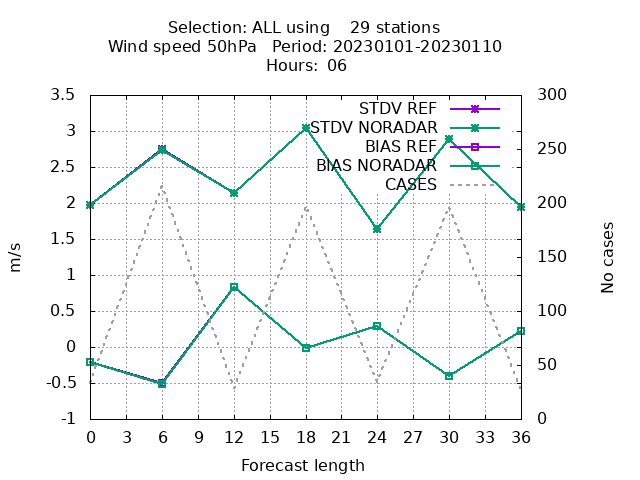 Selection: ALL using 29 stations
Wind speed 50hPa Period: 20230101-20230110
Hours: 06
3.5
3
2.5
2
1.5
1
0.5
0
-0.5
-1
m/s
STDV REF
STDV NORADAR
BIAS REF
BIAS NORADAR
CASES
300
250
200
150
100
50
0
No cases
0 3 6 9 12 15 18 21 24 27 30 33 36
Forecast length